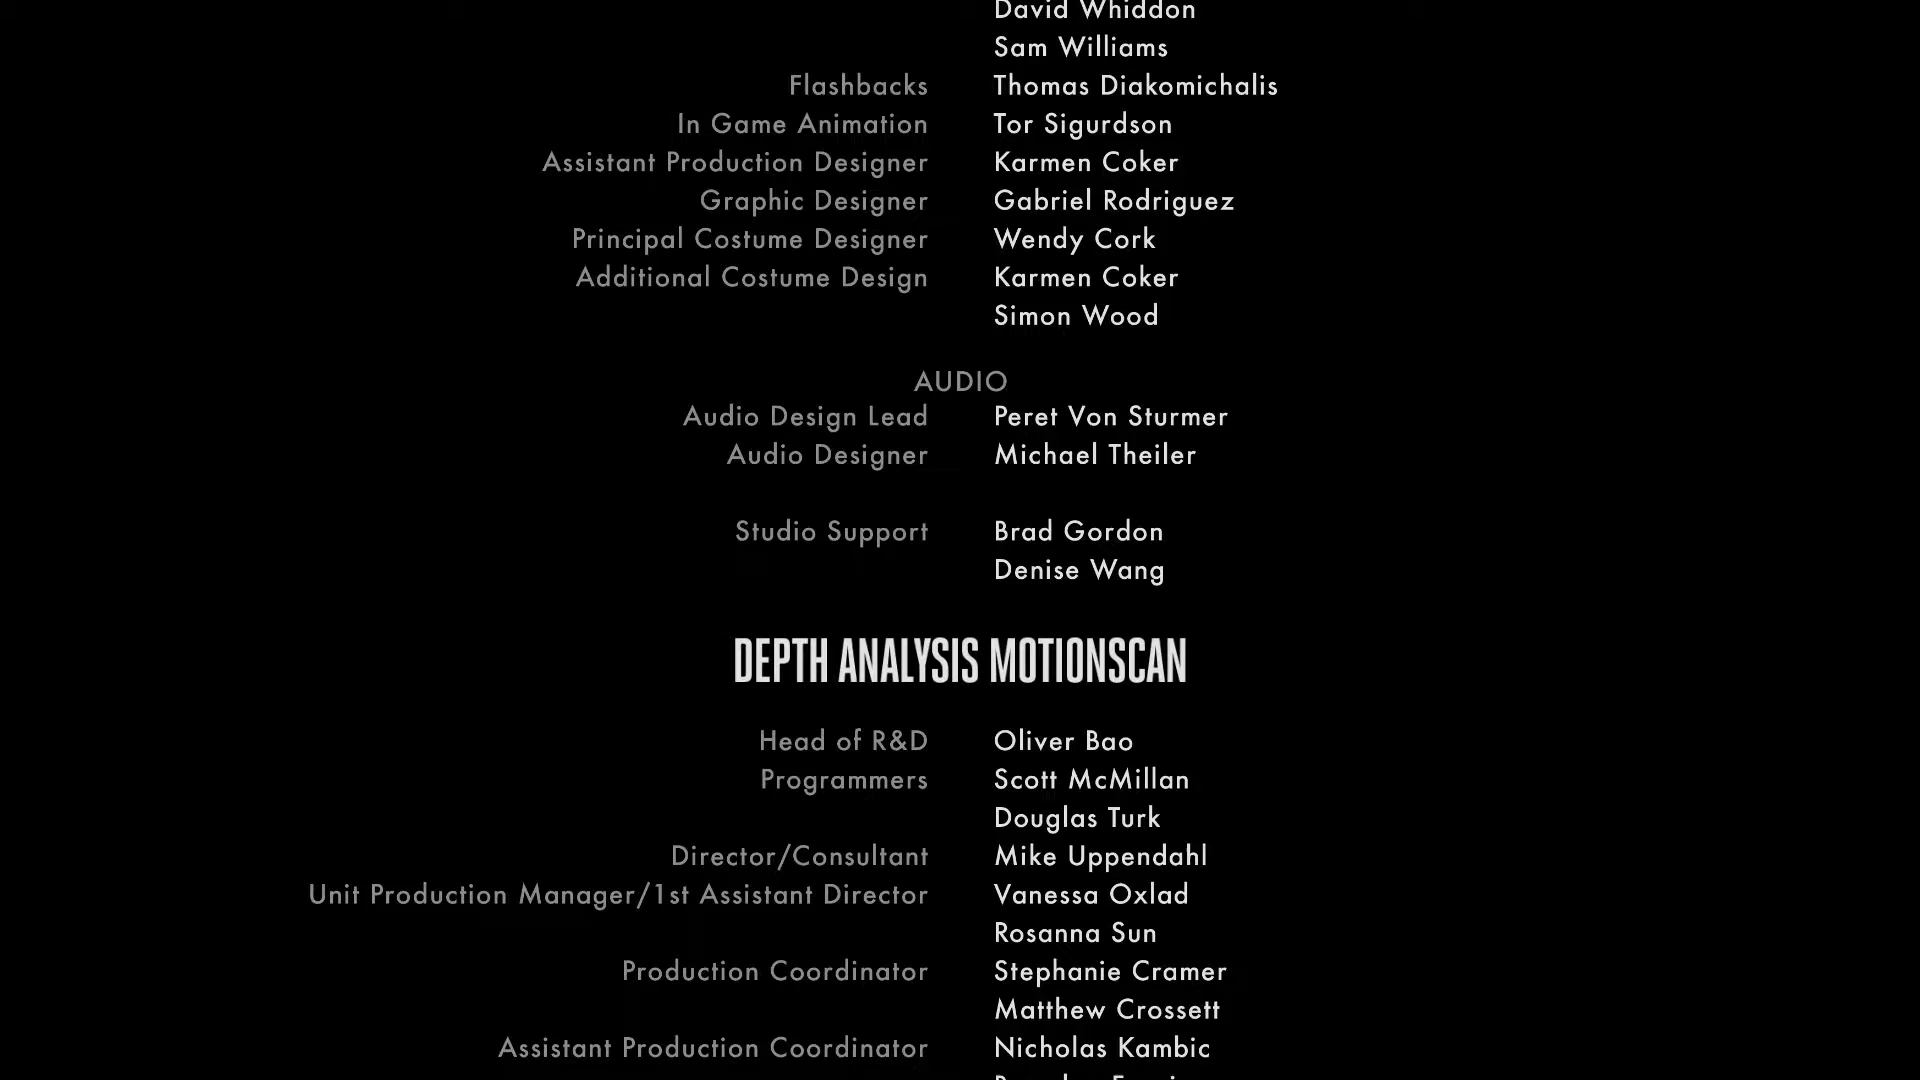 David Whiddon
Sam Williams
Flashbacks Thomas Diakomichalis
In Game Animation Tor Sigurdson
Assistant Production Designer Karmen Coker
Graphic Designer Gabriel Rodriguez
Principal Costume Designer Wendy Cork
Additional Costume Design Karmen Coker
Simon Wood
AUDIO
Audio Design Lead Peret Von Sturmer
Audio Designer Michael Theiler
Studio Support Brad Gordon
Denise Wang
DEPTH ANALYSIS MOTIONSCAN
Head of R&D Oliver Bao
Programmers Scott McMillan
Douglas Turk
Director/Consultant Mike Uppendahl
Unit Production Manager/1st Assistant Director Vanessa Oxlad
Rosanna Sun
Production Coordinator Stephanie Cramer
Matthew Crossett
Assistant Production Coordinator Nicholas Kambic